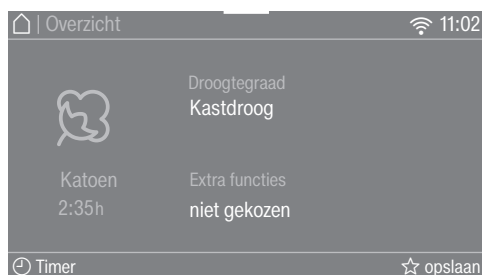 | Overzicht
11:02
Droogtegraad
Kastdroog
Katoen
2:35h
Extra functies
niet gekozen
Timer
opslaan